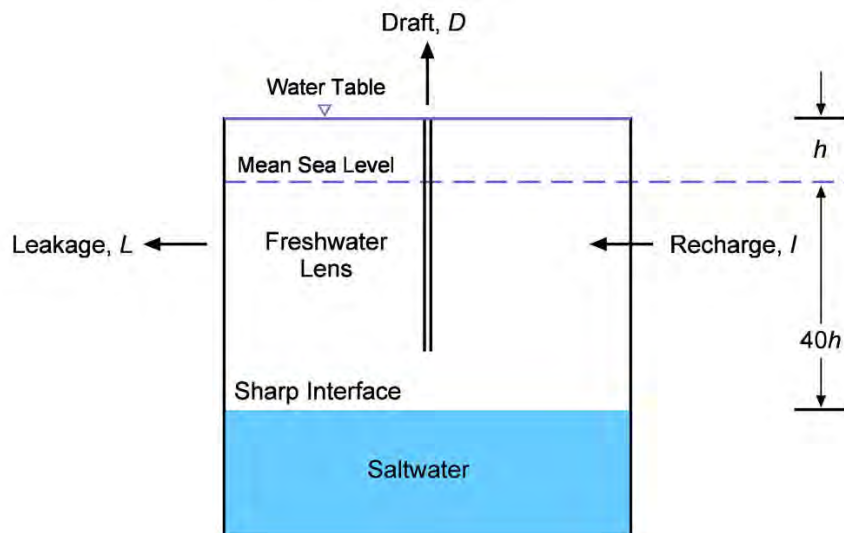 Draft, D
Water Table
h
Mean Sea Level
Leakage, L
Freshwater
Lens
Recharge, I
40h
Sharp Interface
Saltwater